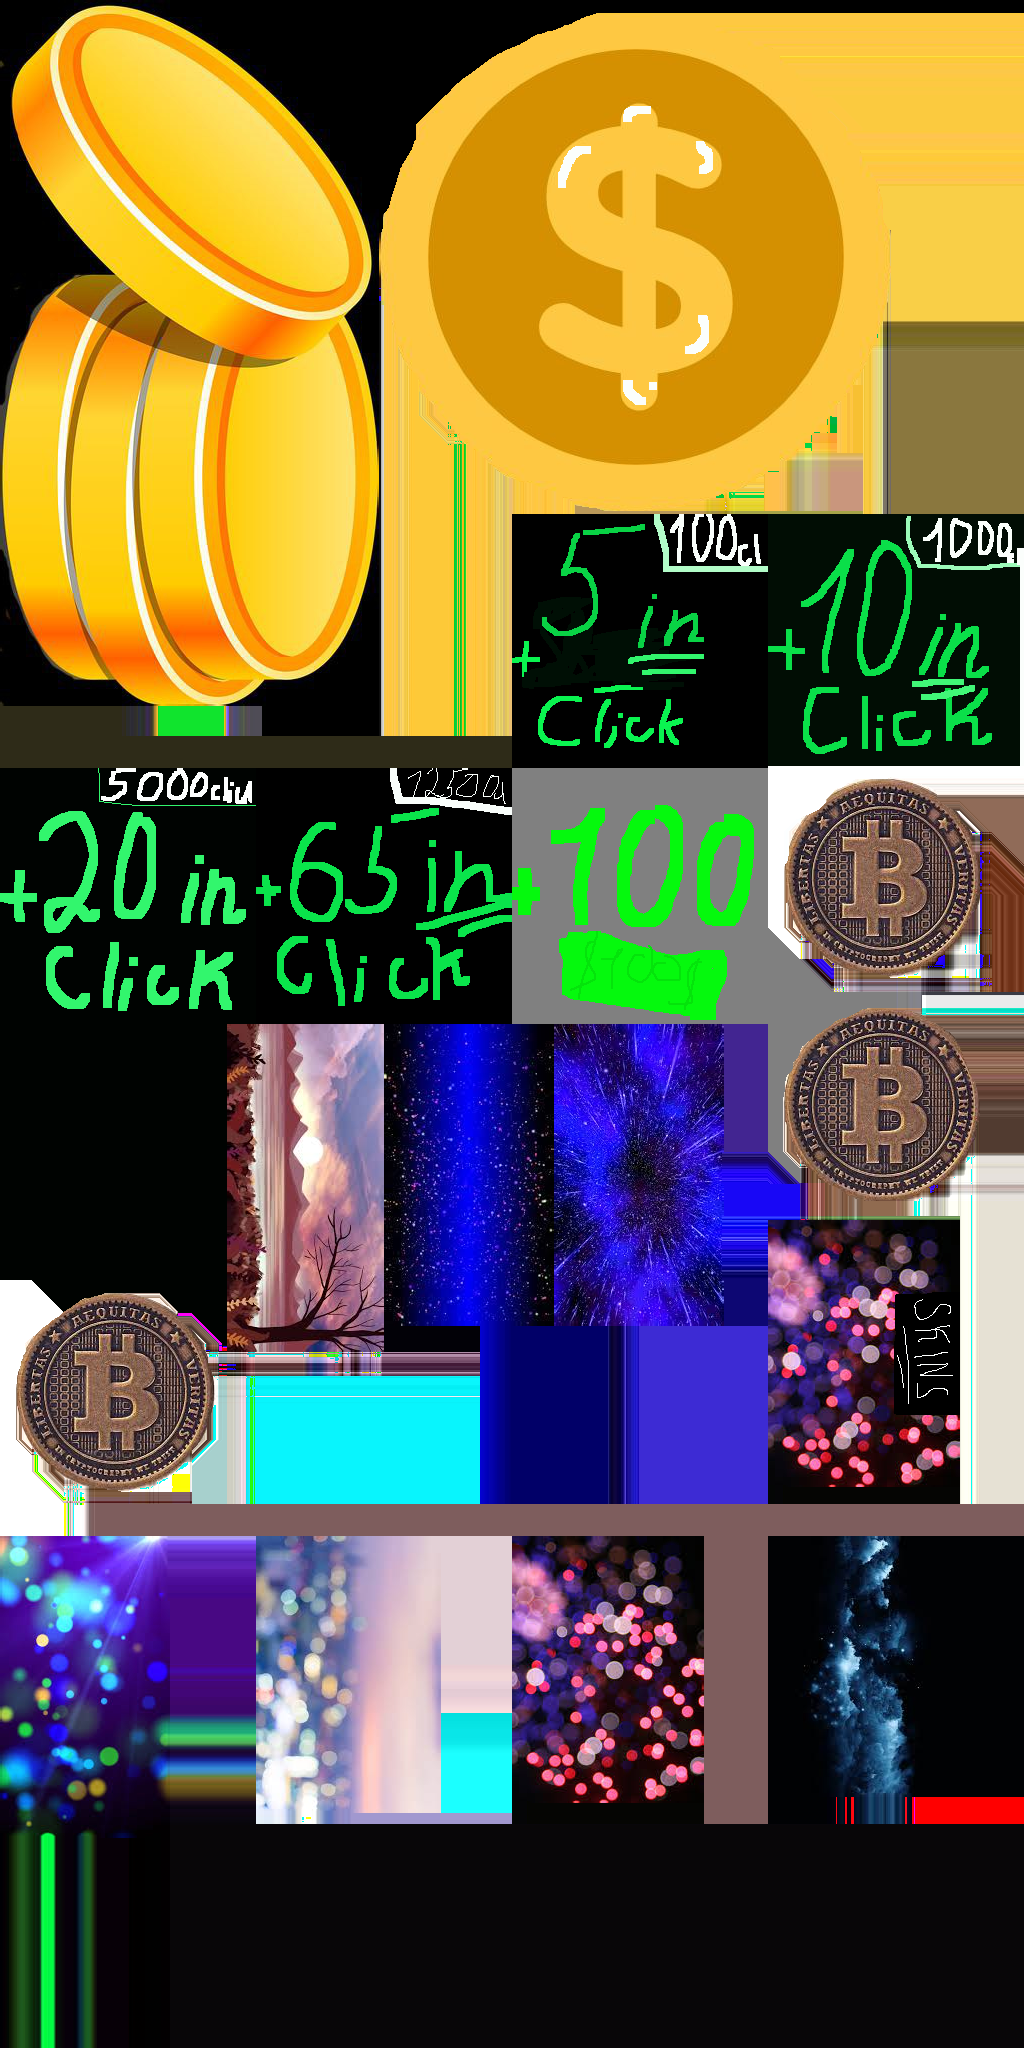 $
100cl
+5 in
Click
1000
+10 in
Click
5000click
+20 in
Click
+65 in
Click
+100
AEQUITAS
VERITAS
LIBERTAS
B
AEQUITAS
VERITAS
LIBERTAS
B
SKINS
AEQUITAS
VERITAS
LIBERTAS
B